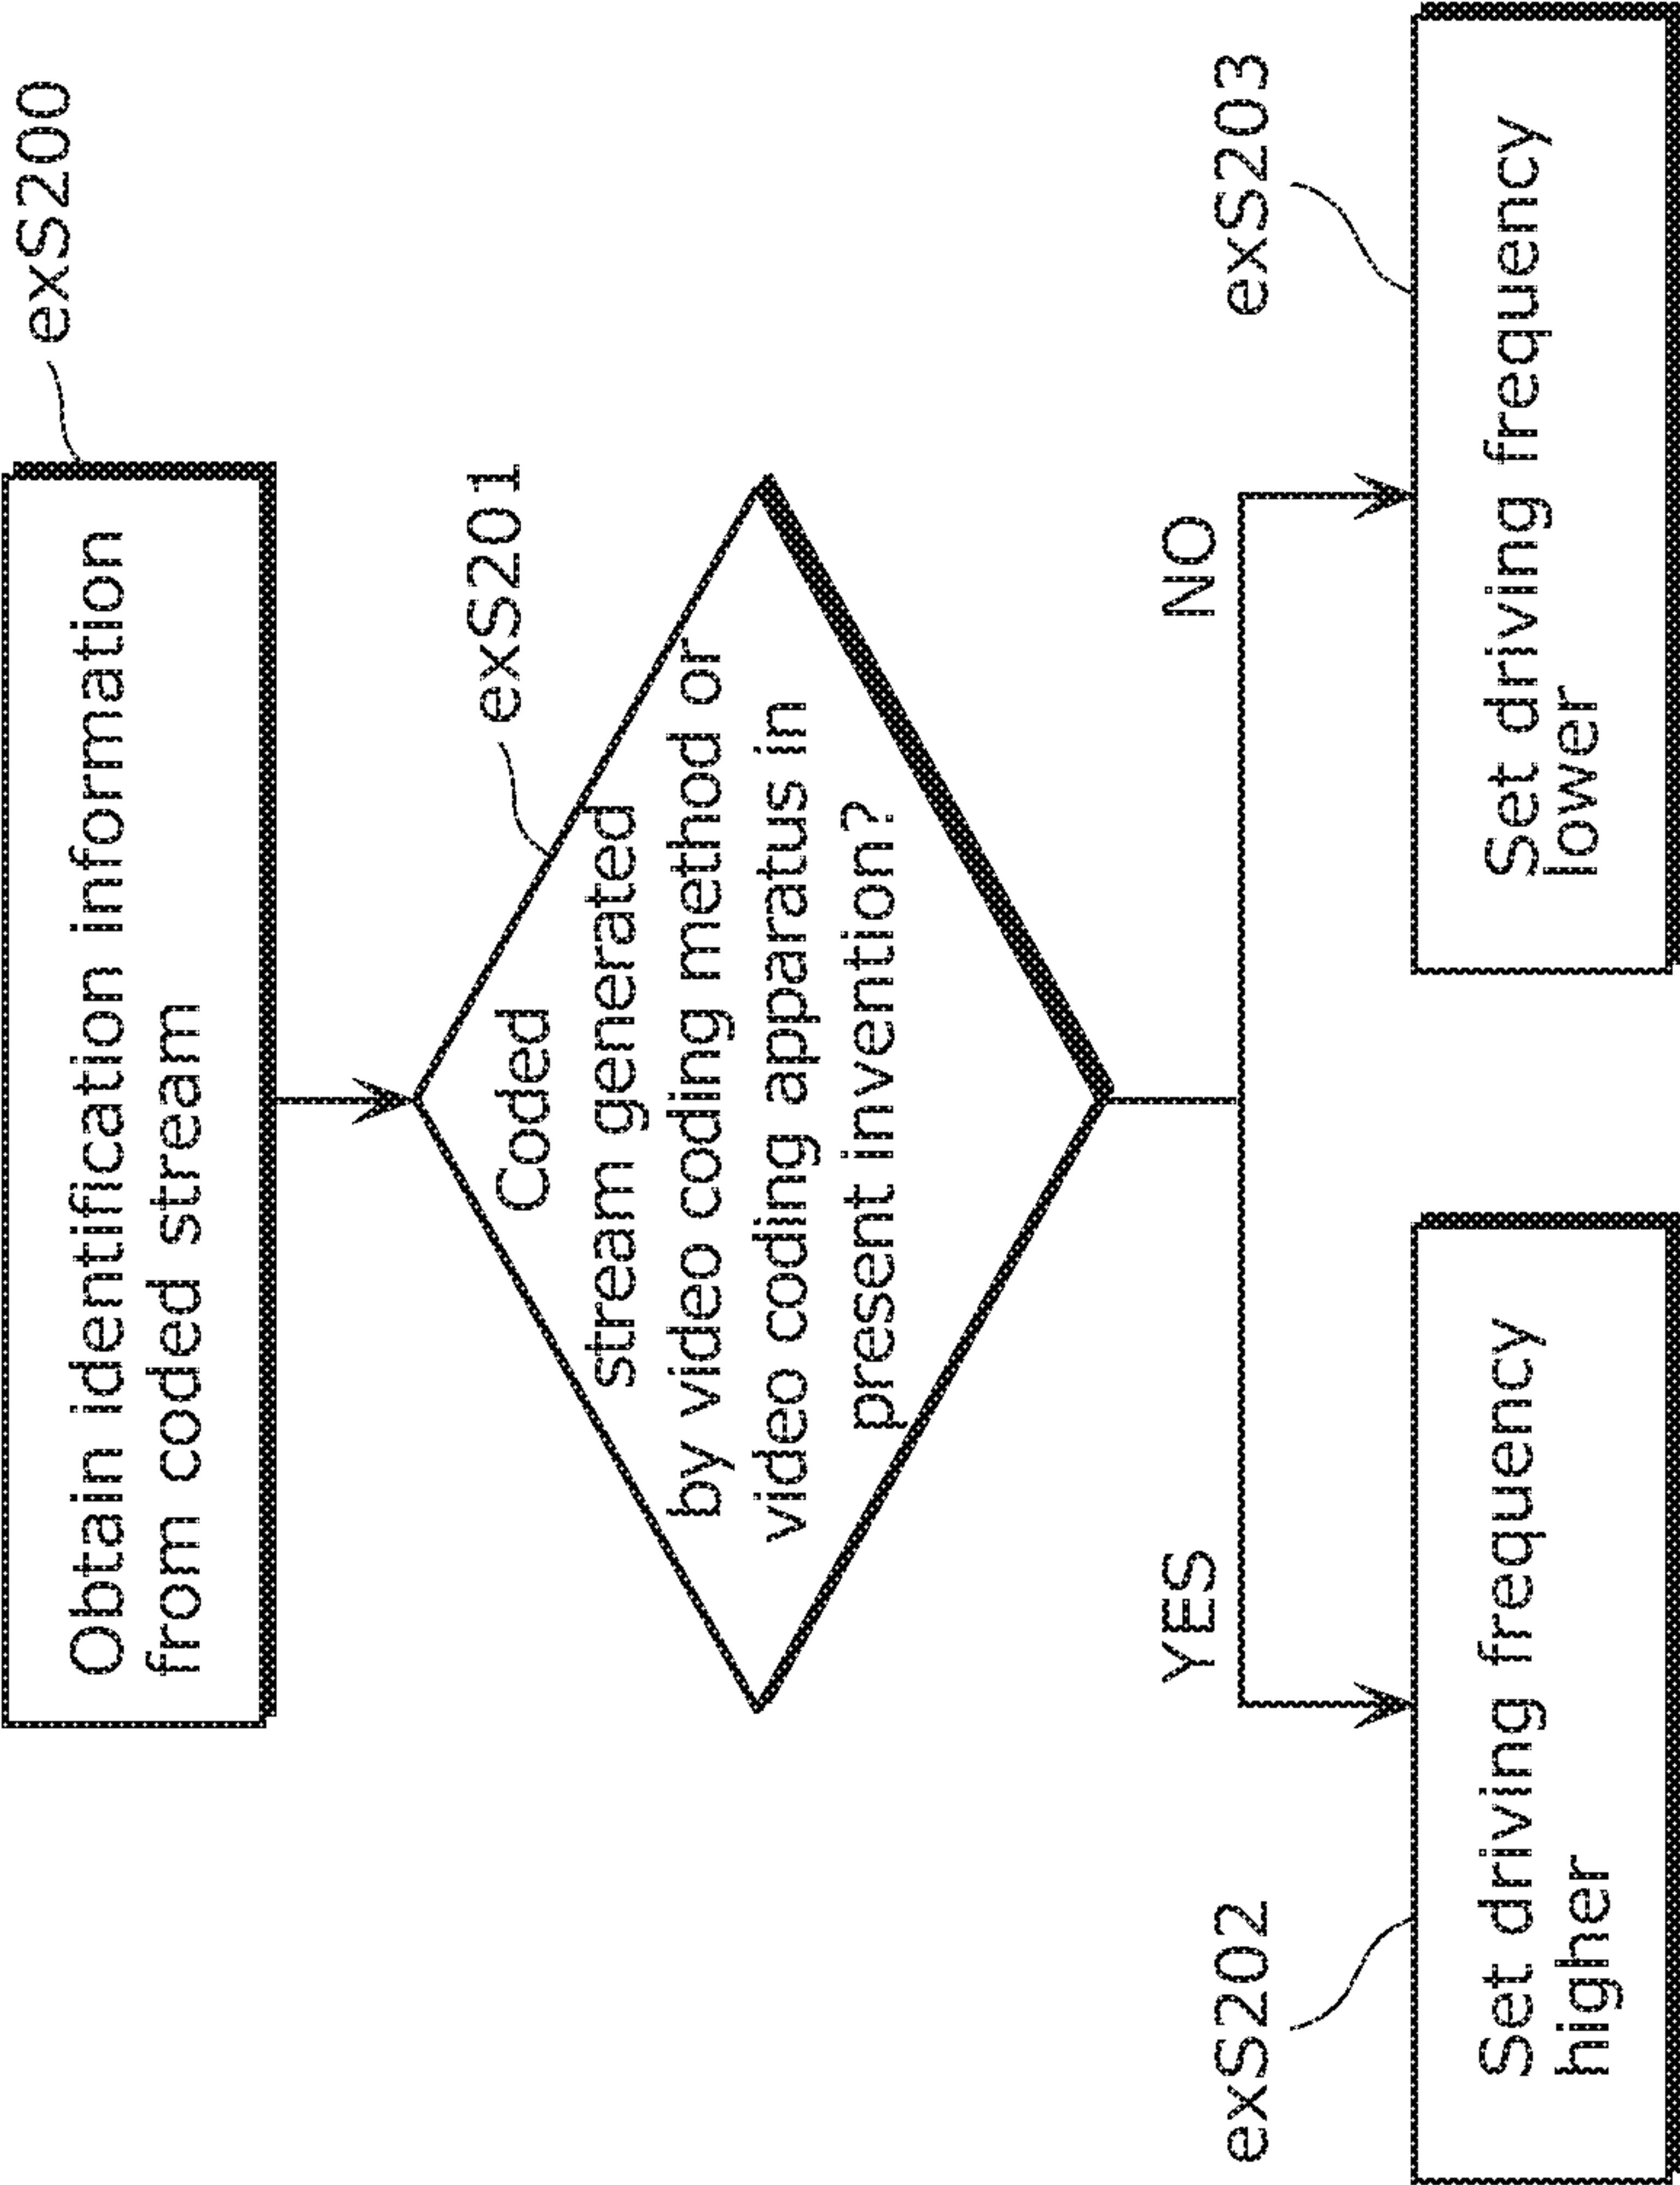 exS200
Obtain identification information
from coded stream
exS201
Coded
stream generated
by video coding method or
video coding apparatus in
present invention?
YES
NO
exS202
Set driving frequency
higher
exS203
Set driving frequency
lower